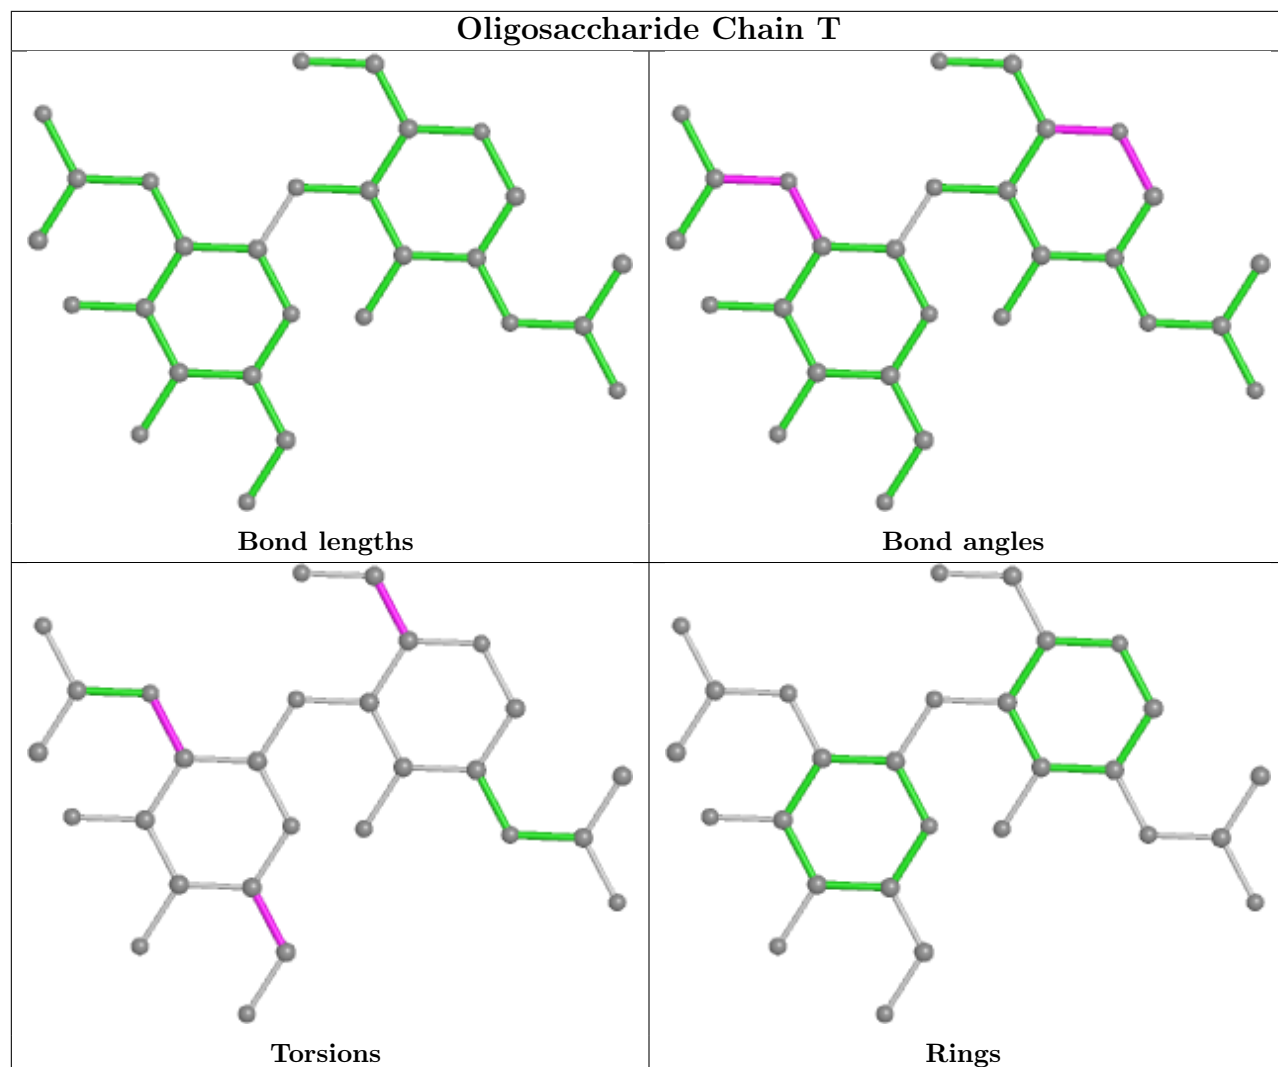 Oligosaccharide Chain T
Bond lengths
Bond angles
Torsions
Rings